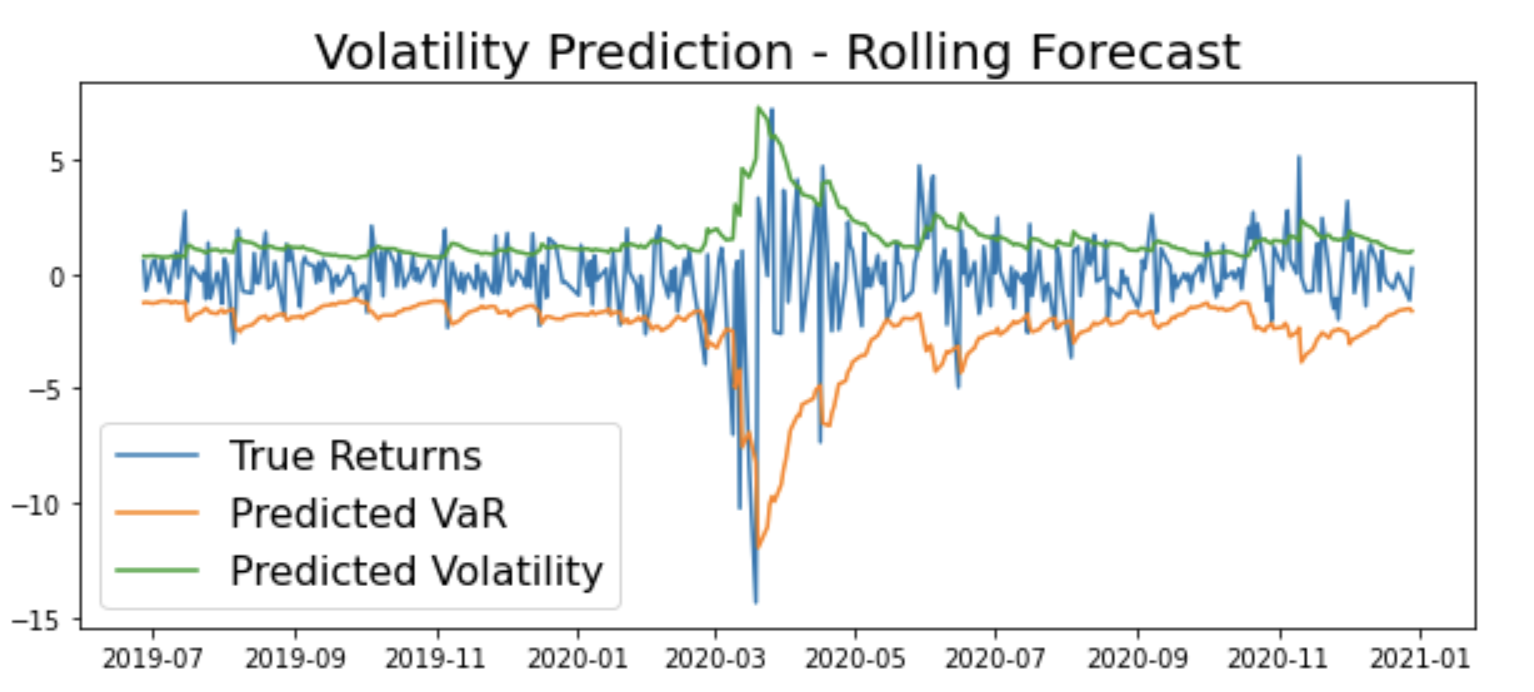 Volatility Prediction - Rolling Forecast
5
0
−5
−10
−15
True Returns
Predicted VaR
Predicted Volatility
2019-07 2019-09 2019-11 2020-01 2020-03 2020-05 2020-07 2020-09 2020-11 2021-01